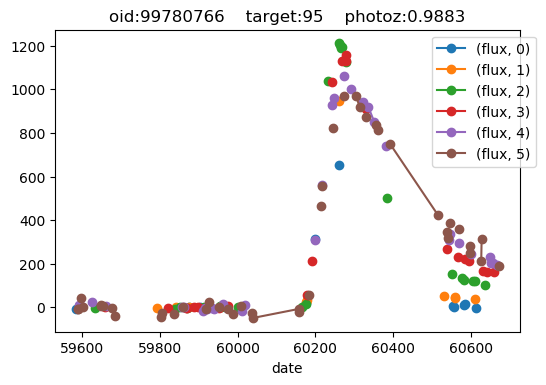 oid:99780766 target:95 photoz:0.9883
1200
1000
800
600
400
200
0
59600 59800 60000 60200 60400 60600
date
(flux, 0)
(flux, 1)
(flux, 2)
(flux, 3)
(flux, 4)
(flux, 5)